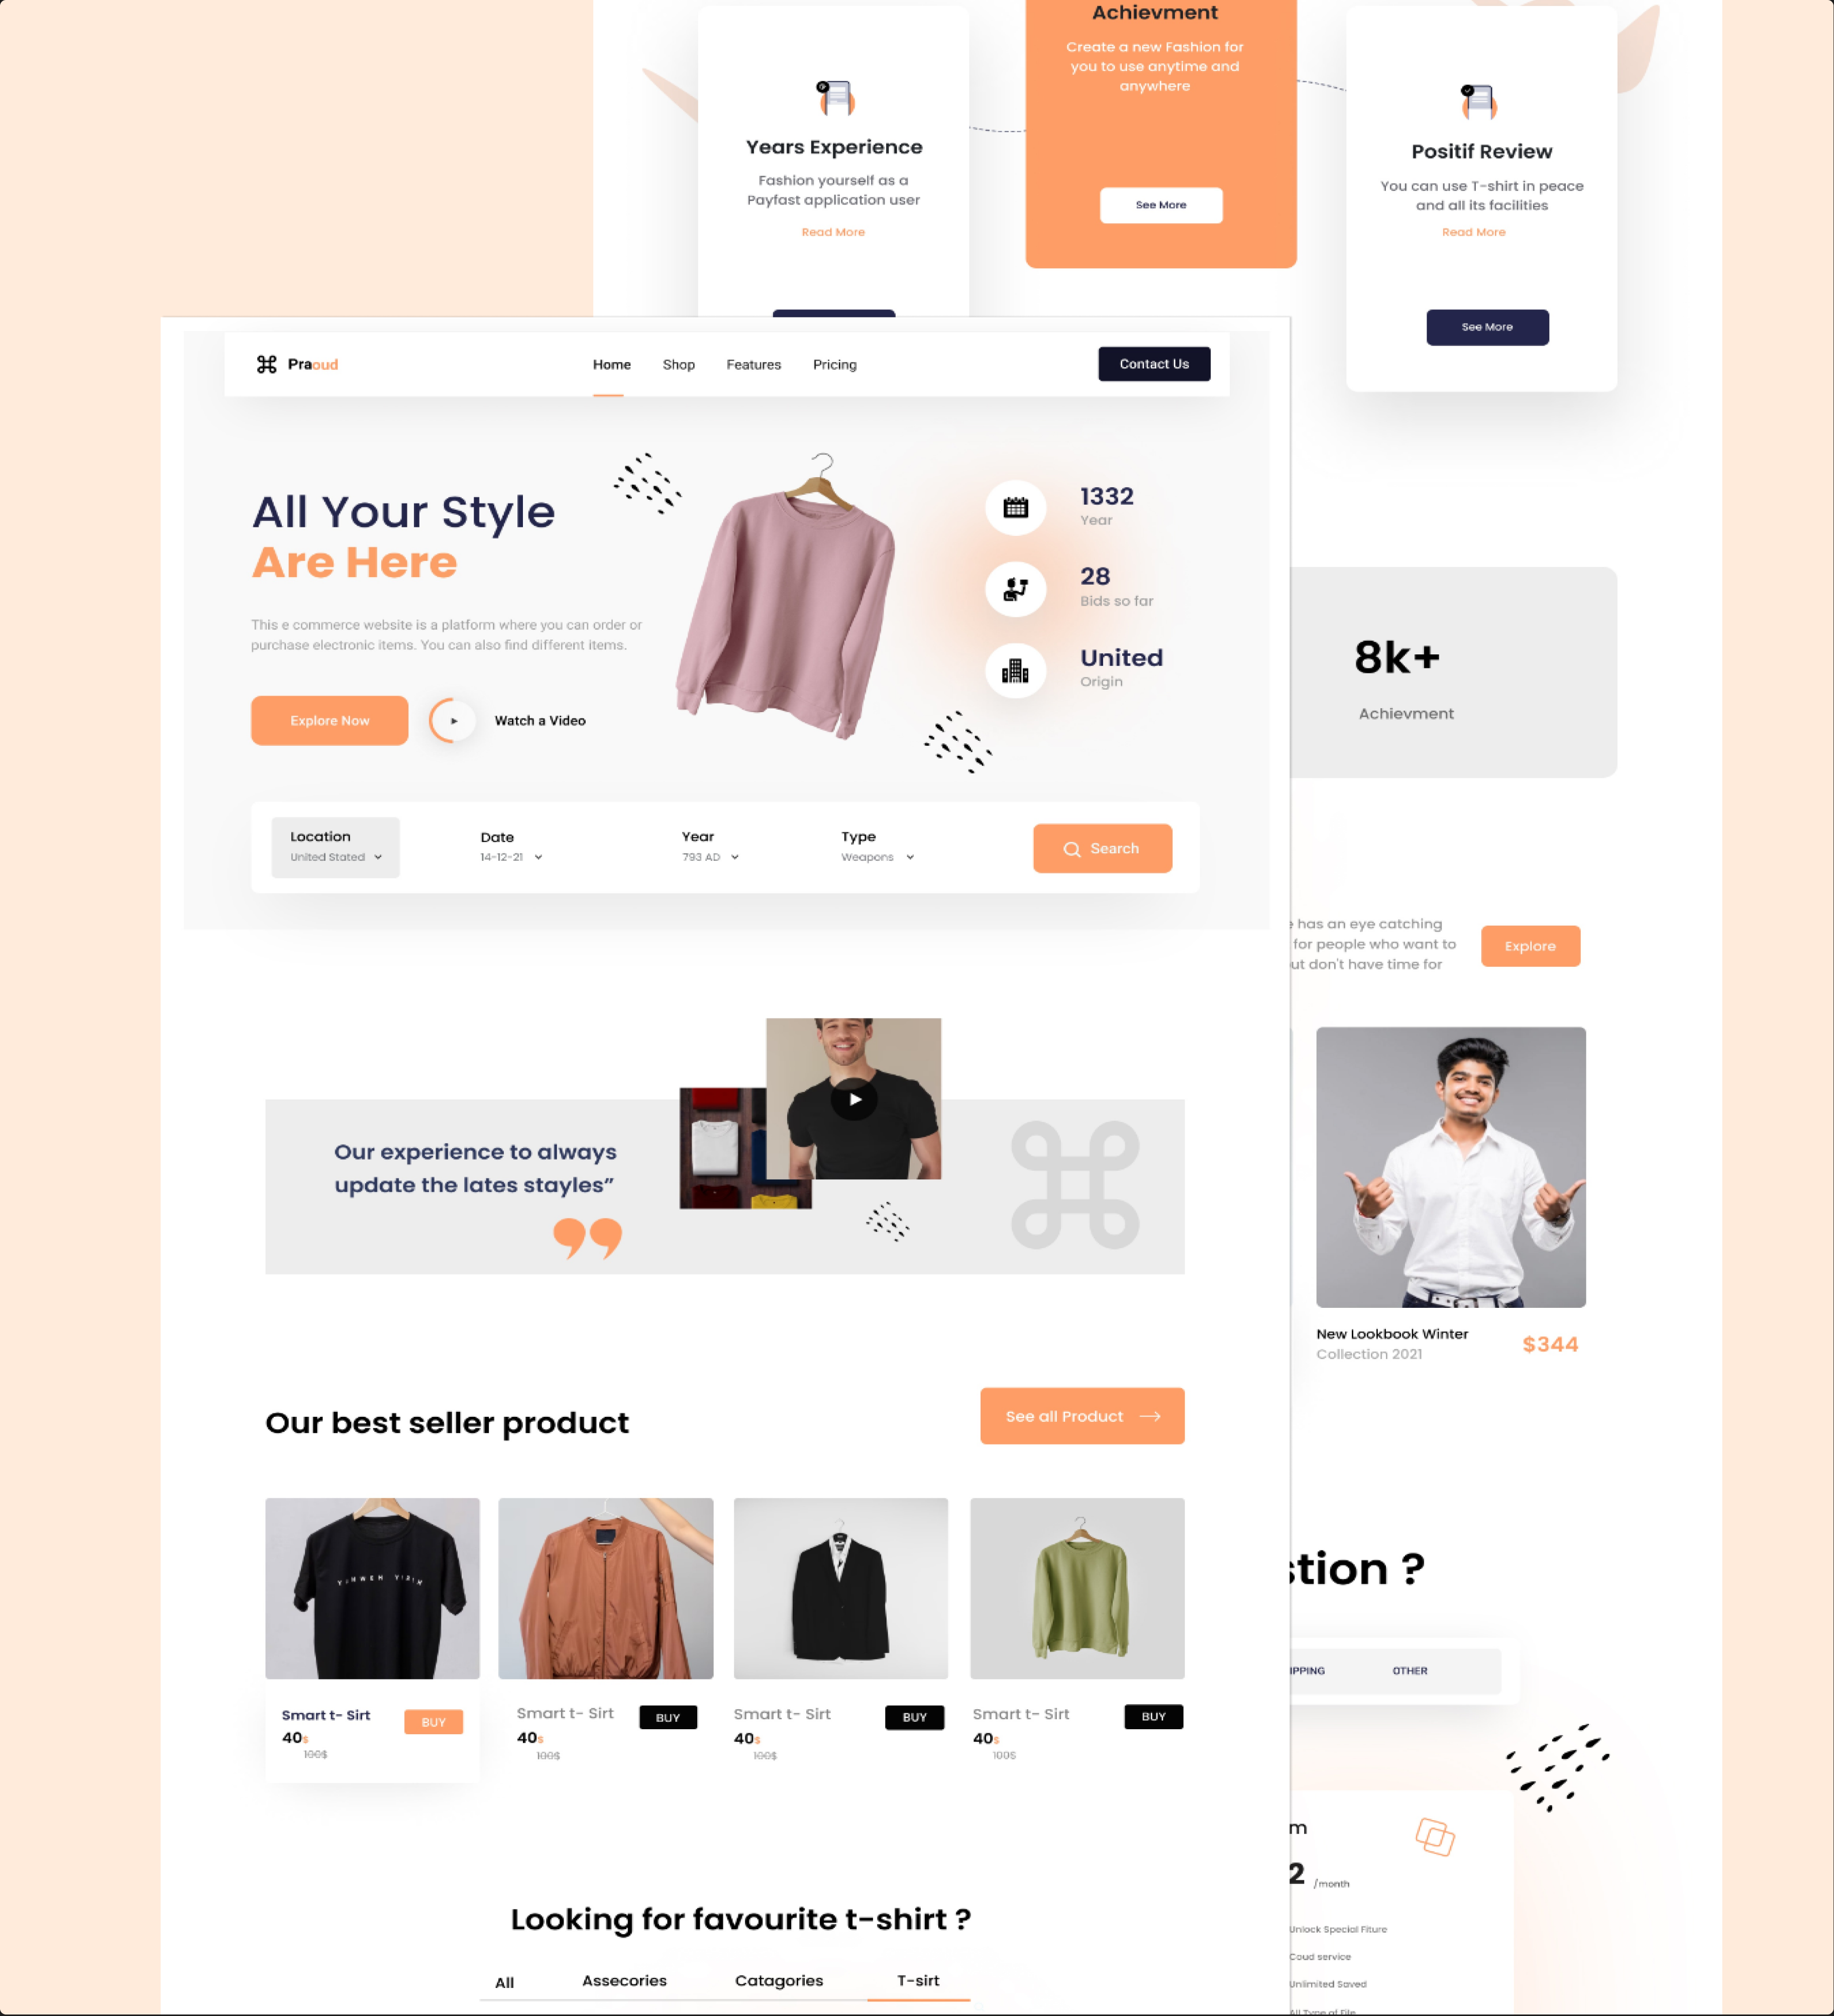 Achievment
Create a new Fashion for
you to use anytime and
anywhere
See More
Years Experience
Fashion yourself as a
Payfast application user
Read More
Positif Review
You can use T-shirt in peace
and all its facilities
Read More
See More
Praoud
Home
Shop
Features
Pricing
Contact Us
All Your Style
Are Here
This e commerce website is a platform where you can order or
purchase electronic items. You can also find different items.
Explore Now
Watch a Video
1332
Year
28
Bids so far
United
Origin
Location
United Stated
Date
14-12-21
Year
793 AD
Type
Weapons
Search
8k+
Achievment
has an eye catching
for people who want to
ut don't have time for
Explore
Our experience to always
update the lates stayles”
New Lookbook Winter
Collection 2021
$344
Our best seller product
See all Product
Smart t- Sirt
40$
100$
BUY
Smart t- Sirt
40$
100$
BUY
Smart t- Sirt
40$
100$
BUY
Smart t- Sirt
40$
100$
BUY
stion ?
IPPING
OTHER
m
2 /month
Unlock Special Fiture
Coud service
Unlimited Saved
All Type of File
Looking for favourite t-shirt ?
All
Assecories
Catagories
T-sirt